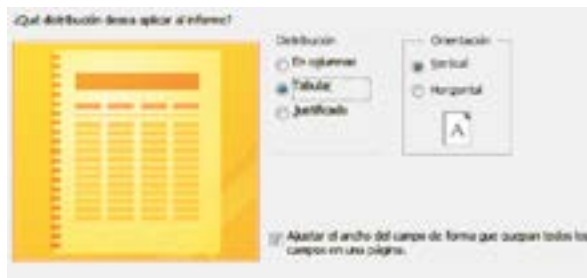 ¿Qué distribución desea aplicar al informe?
Distribución
En columnas
Tabular
Justificado
Orientación
Vertical
Horizontal
A
Ajustar el ancho del campo de forma que quepan todos los
campos en una página.